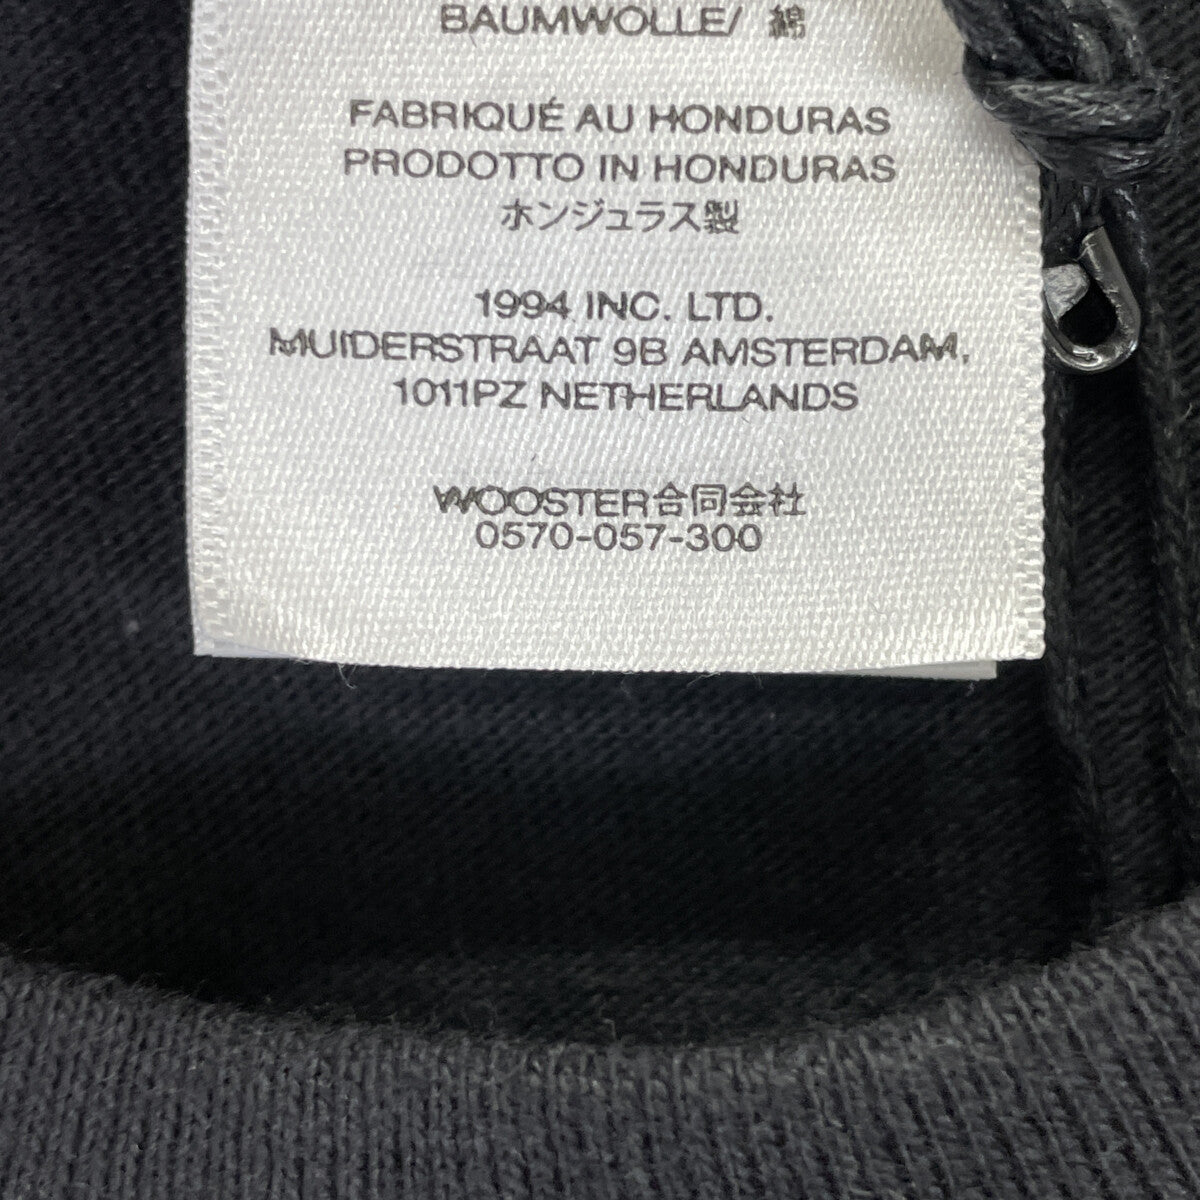 BAUMWOLLE/ 綿
FABRIQUÉ AU HONDURAS
PRODOTTO IN HONDURAS
ホンジュラス製
1994 INC. LTD.
MUIDERSTRAAT 9B AMSTERDAM,
1011PZ NETHERLANDS
WOOSTER合同会社
0570-057-300